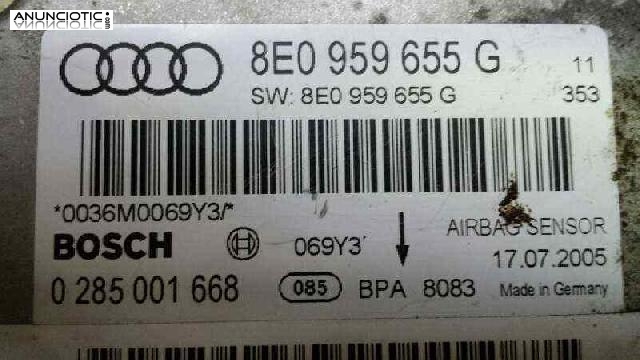 ANUNCIOTIC!
.com
8E0 959 655 G 11
SW: 8E0 959 655 G 353
*0036M0069Y3/*
BOSCH 069Y3 AIRBAG SENSOR
17.07.2005
0 285 001 668 085 BPA 8083 Made in Germany